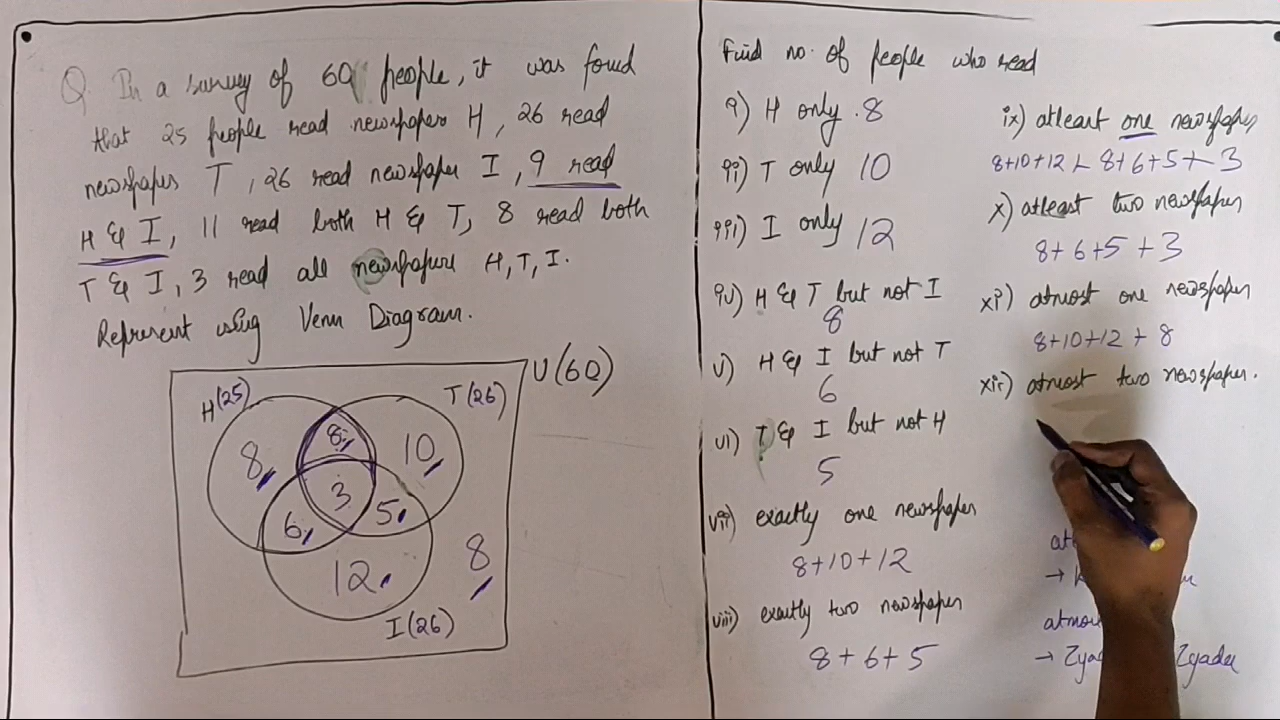 Q. In a survey of 60 people, it was found
that 25 people read newspaper H, 26 read
newspaper T, 26 read newspaper I, 9 read
H & I, 11 read both H & T, 8 read both
T & I, 3 read all newspapers H, T, I.
Represent using Venn Diagram.
U(60)
H(25)
T(26)
8
8
10
3
6
5
12
8
I(26)
Find no. of people who read
i) H only. 8
ii) T only 10
iii) I only 12
iv) H & T but not I
8
v) H & I but not T
6
vi) T & I but not H
5
vii) exactly one newspaper
8+10+12
viii) exactly two newspaper
8+6+5
ix) atleast one newspaper
8+10+12+8+6+5+3
x) atleast two newspaper
8+6+5+3
xi) atmost one newspaper
8+10+12+8
xii) atmost two newspaper.
→
→